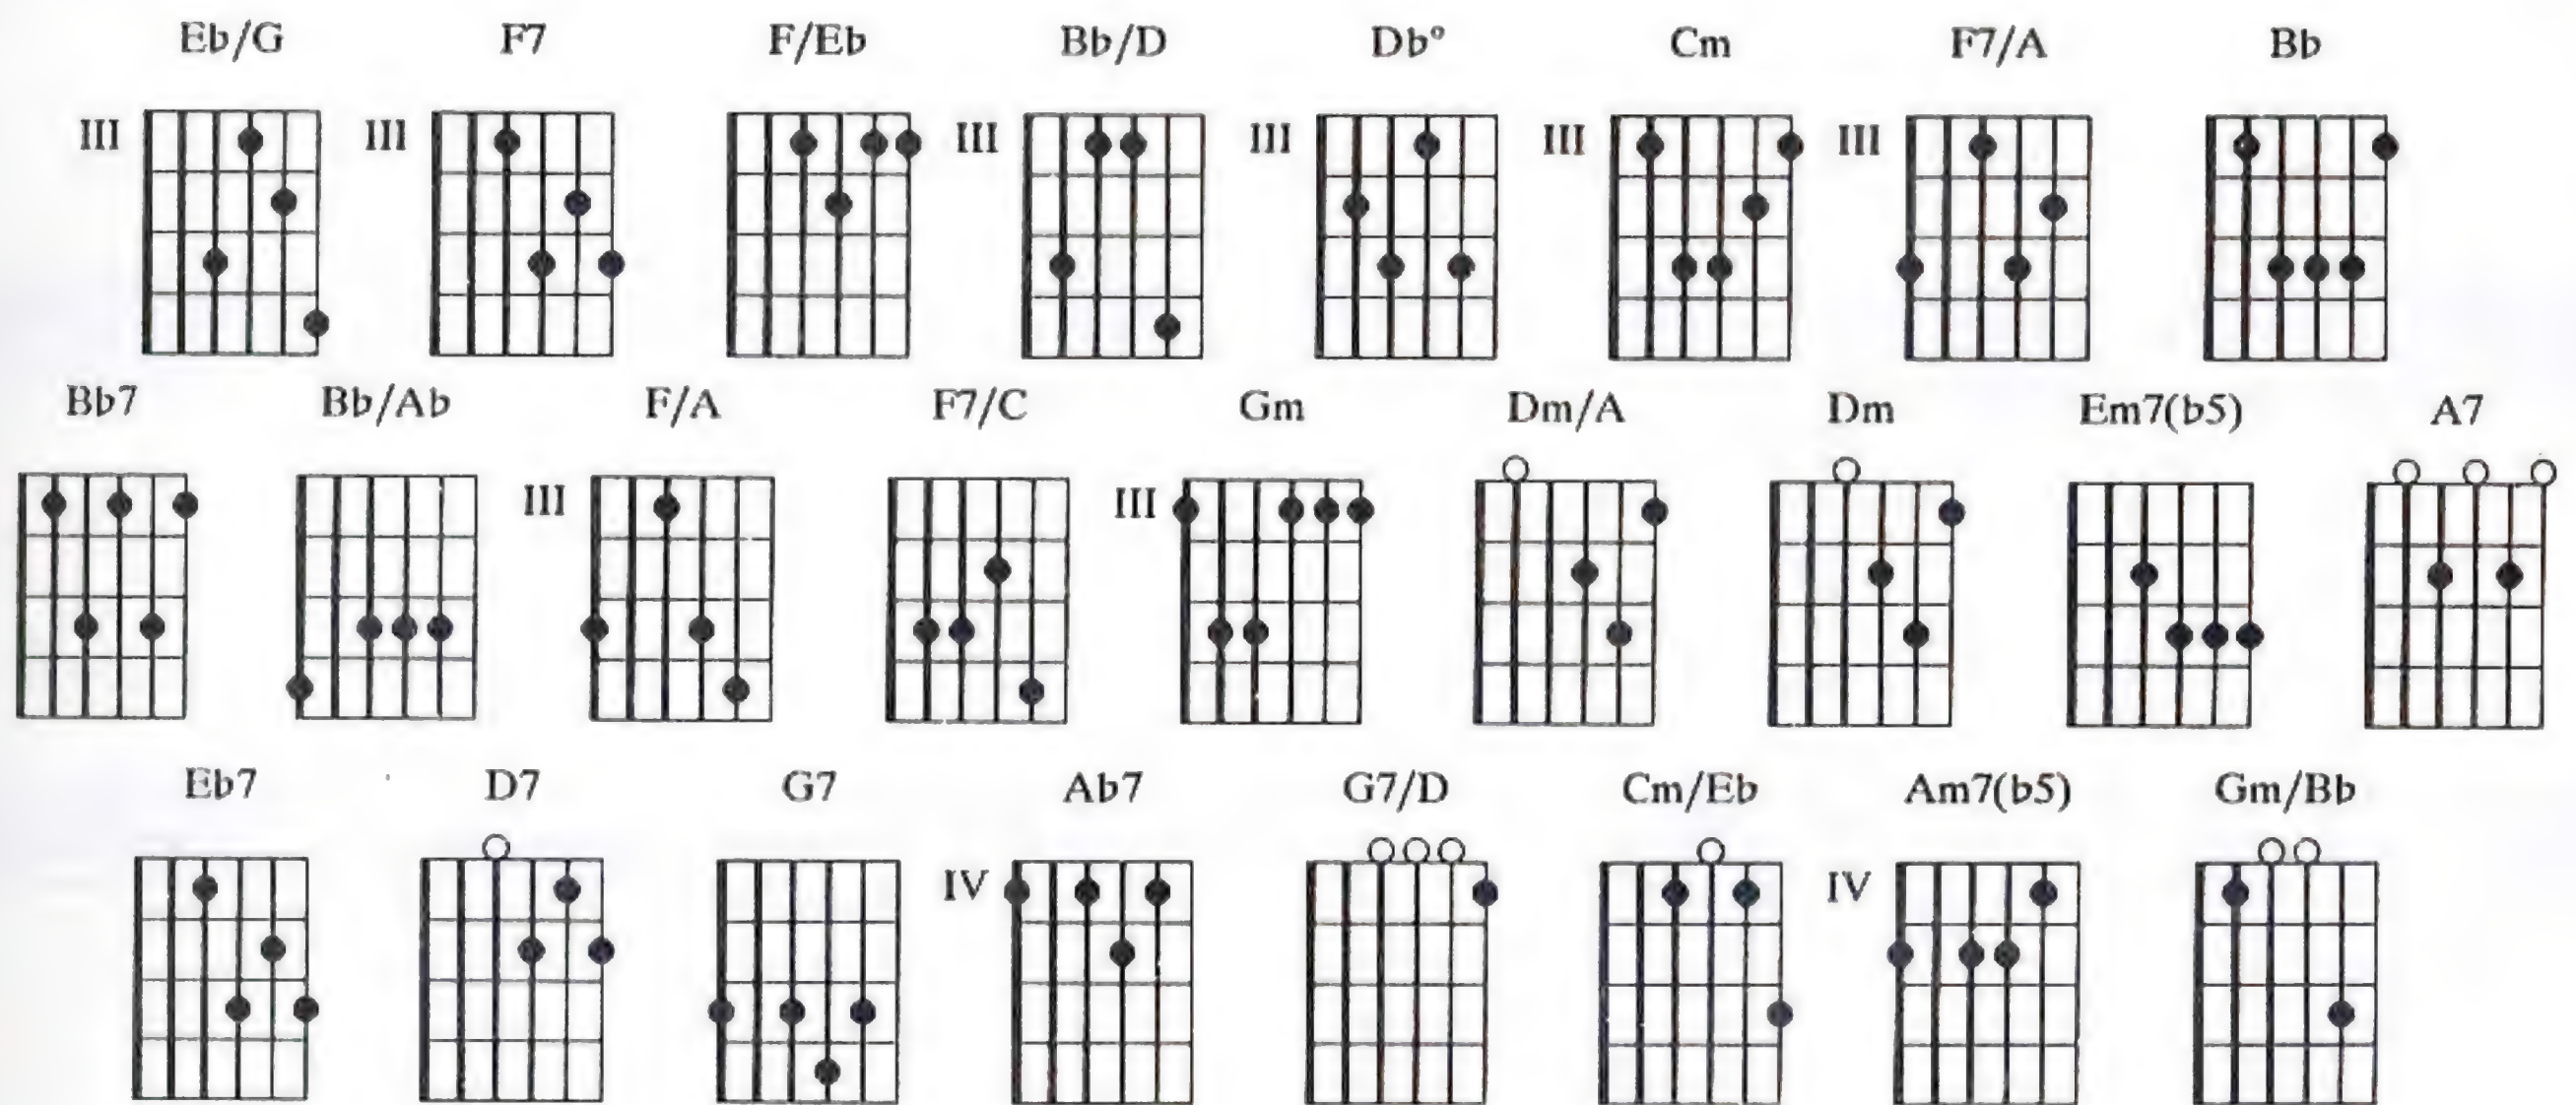 Eb/G F7 F/Eb Bb/D Dbº Cm F7/A Bb
III III III III III III
Bb7 Bb/Ab F/A F7/C Gm Dm/A Dm Em7(b5) A7
III III
Eb7 D7 G7 Ab7 G7/D Cm/Eb Am7(b5) Gm/Bb
IV IV